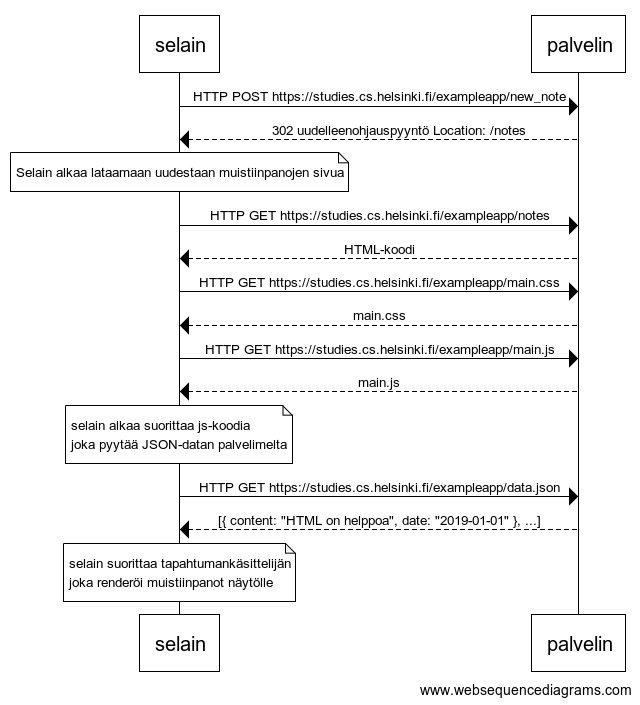 selain palvelin
HTTP POST https://studies.cs.helsinki.fi/exampleapp/new_note
302 uudelleenohjauspyyntö Location: /notes
Selain alkaa lataamaan uudestaan muistiinpanojen sivua
HTTP GET https://studies.cs.helsinki.fi/exampleapp/notes
HTML-koodi
HTTP GET https://studies.cs.helsinki.fi/exampleapp/main.css
main.css
HTTP GET https://studies.cs.helsinki.fi/exampleapp/main.js
main.js
selain alkaa suorittaa js-koodia
joka pyytää JSON-datan palvelimelta
HTTP GET https://studies.cs.helsinki.fi/exampleapp/data.json
[{ content: "HTML on helppoa", date: "2019-01-01" }, ...]
selain suorittaa tapahtumankäsittelijän
joka renderöi muistiinpanot näytölle
selain palvelin
www.websequencediagrams.com